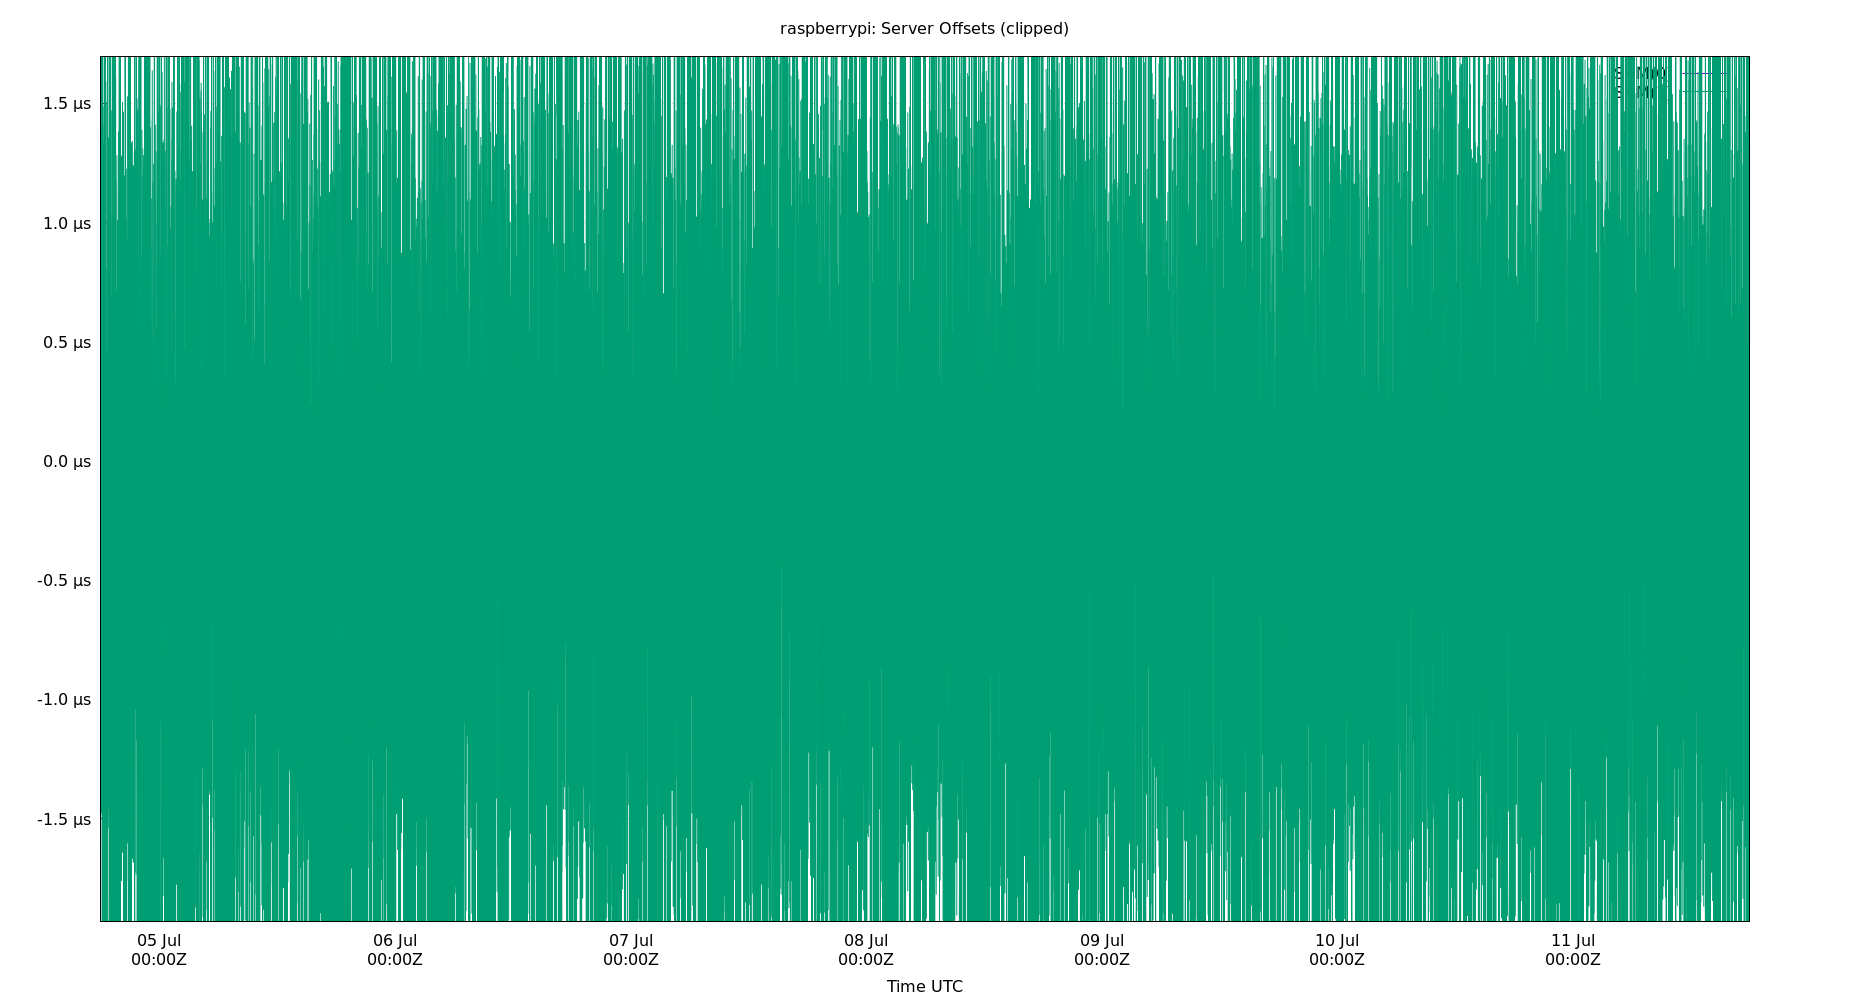 raspberrypi: Server Offsets (clipped)
1.5 µs
1.0 µs
0.5 µs
0.0 µs
-0.5 µs
-1.0 µs
-1.5 µs
05 Jul 06 Jul 07 Jul 08 Jul 09 Jul 10 Jul 11 Jul
00:00Z 00:00Z 00:00Z 00:00Z 00:00Z 00:00Z 00:00Z
Time UTC